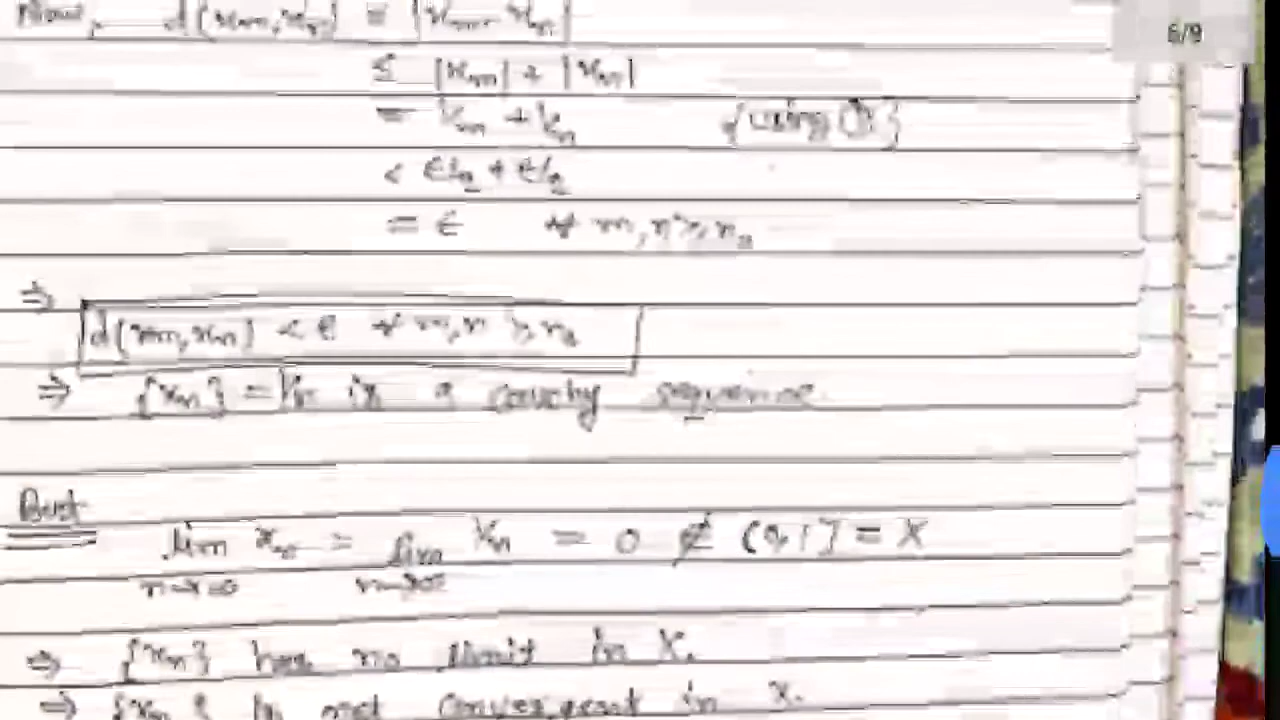 Now, d(xm, xn) = |xm - xn|
6/9
≤ |xm| + |xn|
= 1/m + 1/n {using ①}
< ϵ/2 + ϵ/2
= ϵ ∀ m, n ≥ n0
⇒
d(xm, xn) < ϵ ∀ m, n ≥ n0
⇒ {xn} = 1/n is a cauchy sequence.
But
lim xn = lim 1/n = 0 ∉ (0,1] = X
n→∞ n→∞
⇒ {xn} has no limit in X.
⇒ {xn} is not convergent in X.